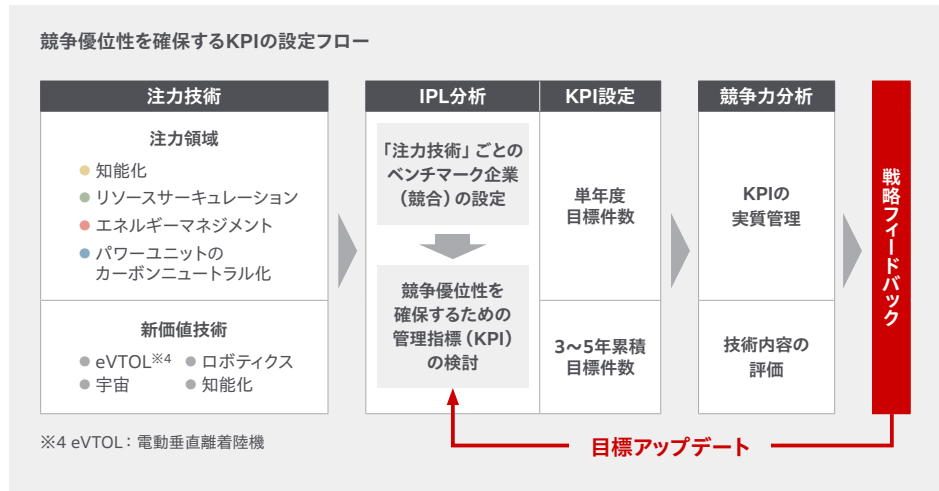 競争優位性を確保するKPIの設定フロー
注力技術
注力領域
知能化
リソースサーキュレーション
エネルギーマネジメント
パワーユニットの
カーボンニュートラル化
新価値技術
eVTOL※4
ロボティクス
宇宙
知能化
IPL分析
「注力技術」ごとの
ベンチマーク企業
（競合）の設定
競争優位性を
確保するための
管理指標（KPI）
の検討
KPI設定
単年度
目標件数
3〜5年累積
目標件数
競争力分析
KPIの
実質管理
技術内容の
評価
戦略フィードバック
目標アップデート
※4 eVTOL：電動垂直離着陸機